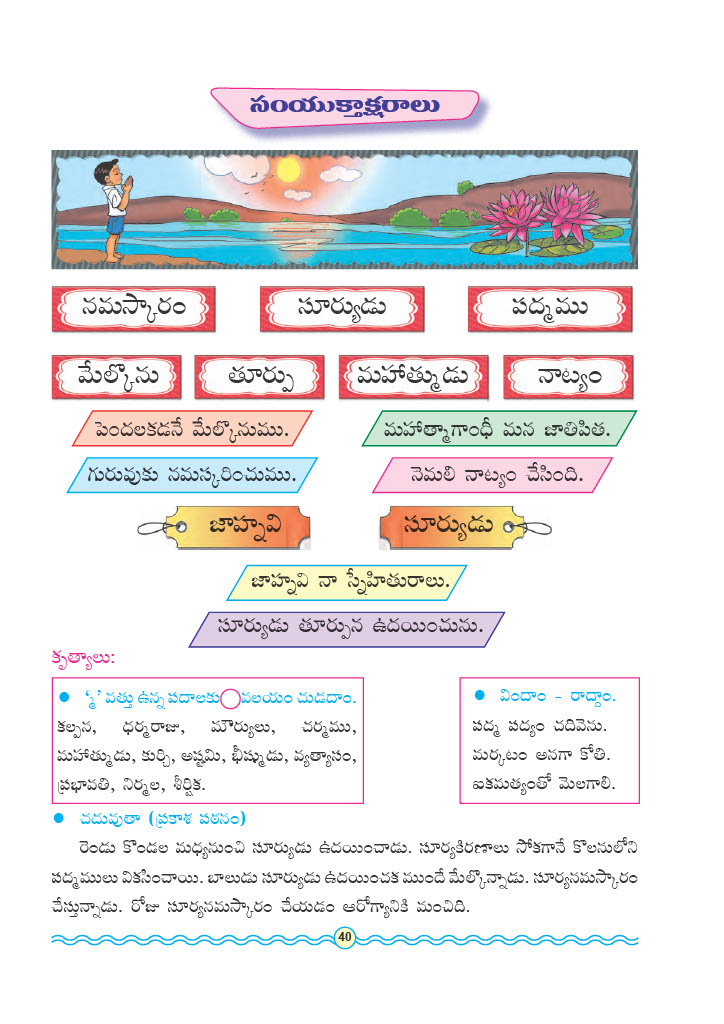 సంయుక్తాక్షరాలు
నమస్కారం సూర్యుడు పద్మము
మేల్కొను తూర్పు మహాత్ముడు నాట్యం
పెందలకడనే మేల్కొనుము. మహాత్మాగాంధీ మన జాతిపిత.
గురువుకు నమస్కరించుము. నెమలి నాట్యం చేసింది.
జాహ్నవి సూర్యుడు
జాహ్నవి నా స్నేహితురాలు.
సూర్యుడు తూర్పున ఉదయించును.
కృత్యాలు:
● ‘్మ’ వత్తు ఉన్న పదాలకు వలయం చుడదాం.
కల్పన, ధర్మరాజు, మౌర్యులు, చర్మము,
మహాత్ముడు, కుర్చి, అష్టమి, భీష్ముడు, వ్యత్యాసం,
ప్రభావతి, నిర్మల, శీర్షిక.
● విందాం - రాద్దాం.
పద్మ పద్యం చదివెను.
మర్కటం అనగా కోతి.
ఐకమత్యంతో మెలగాలి.
● చదువుతా (ప్రకాశ పఠనం)
రెండు కొండల మధ్యనుంచి సూర్యుడు ఉదయించాడు. సూర్యకిరణాలు సోకగానే కొలనులోని
పద్మములు వికసించాయి. బాలుడు సూర్యుడు ఉదయించక ముందే మేల్కొన్నాడు. సూర్యనమస్కారం
చేస్తున్నాడు. రోజు సూర్యనమస్కారం చేయడం ఆరోగ్యానికి మంచిది.
40